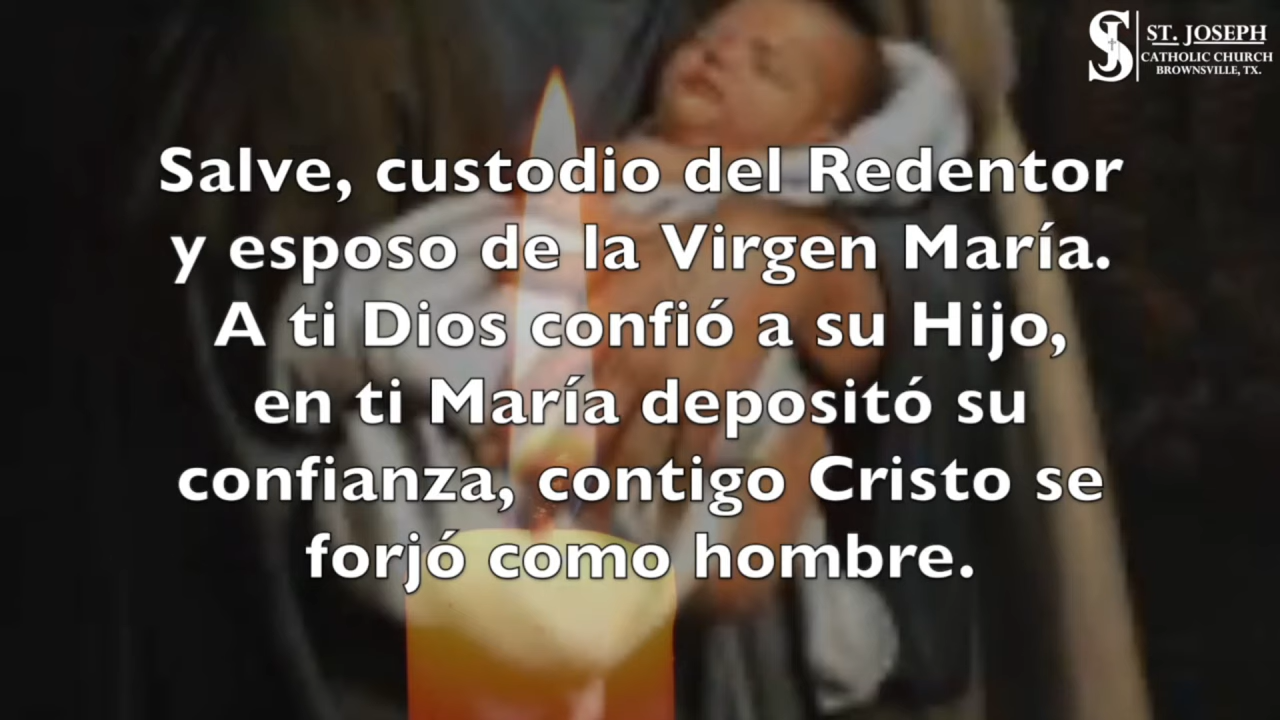 ST. JOSEPH
CATHOLIC CHURCH
BROWNSVILLE, TX.
Salve, custodio del Redentor
y esposo de la Virgen María.
A ti Dios confió a su Hijo,
en ti María depositó su
confianza, contigo Cristo se
forjó como hombre.